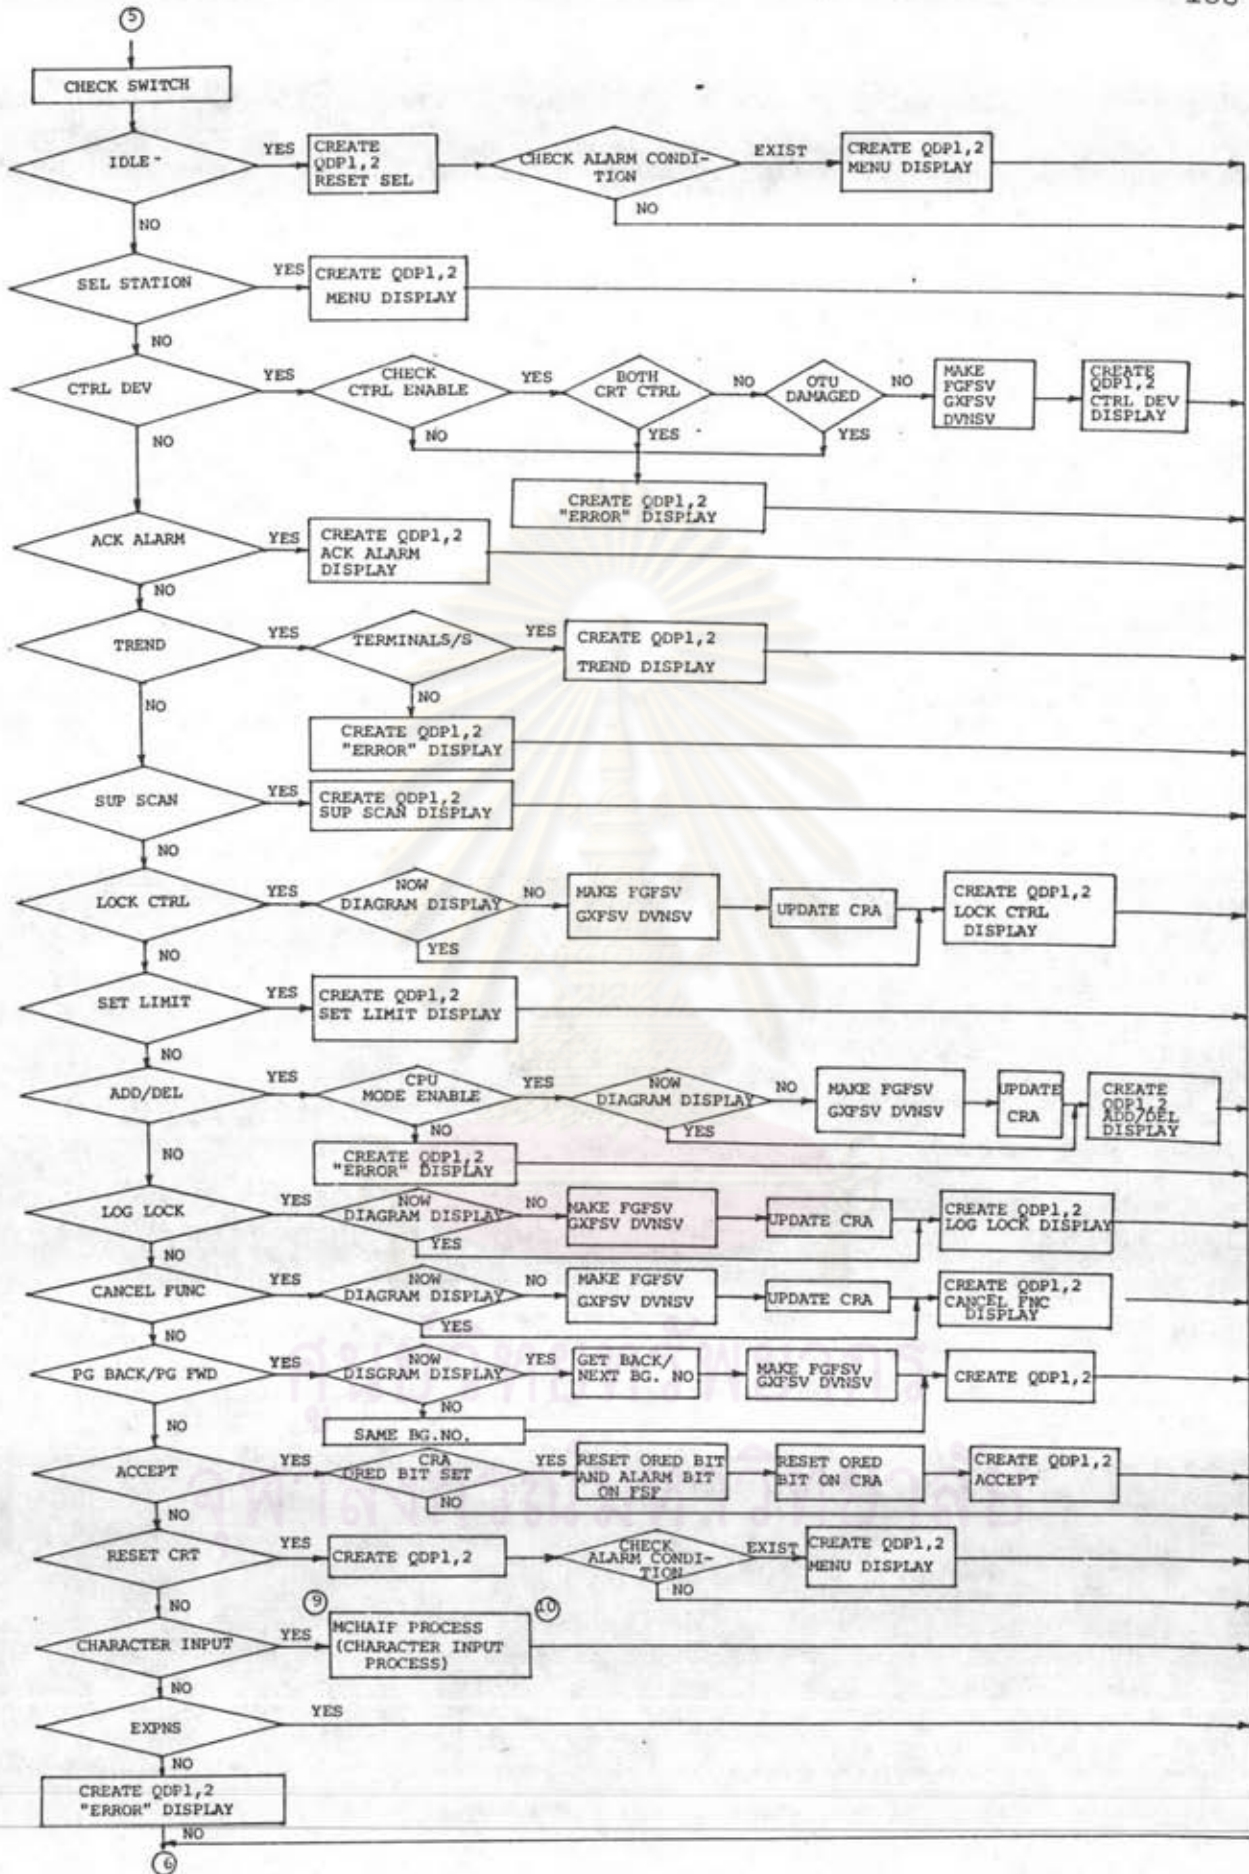 5
CHECK SWITCH
IDLE
YES
CREATE
QDP1,2
RESET SEL
CHECK ALARM CONDI-
TION
EXIST
CREATE QDP1,2
MENU DISPLAY
NO
NO
SEL STATION
YES
CREATE QDP1,2
MENU DISPLAY
NO
CTRL DEV
YES
CHECK
CTRL ENABLE
YES
BOTH
CRT CTRL
NO
OTU
DAMAGED
NO
MAKE
FGFSV
GXFSV
DVNSV
CREATE
QDP1,2
CTRL DEV
DISPLAY
NO
NO
YES
YES
CREATE QDP1,2
"ERROR" DISPLAY
ACK ALARM
YES
CREATE QDP1,2
ACK ALARM
DISPLAY
NO
TREND
YES
TERMINALS/S
YES
CREATE QDP1,2
TREND DISPLAY
NO
NO
CREATE QDP1,2
"ERROR" DISPLAY
SUP SCAN
YES
CREATE QDP1,2
SUP SCAN DISPLAY
NO
LOCK CTRL
YES
NOW
DIAGRAM DISPLAY
NO
MAKE FGFSV
GXFSV DVNSV
UPDATE CRA
CREATE QDP1,2
LOCK CTRL
DISPLAY
YES
NO
SET LIMIT
YES
CREATE QDP1,2
SET LIMIT DISPLAY
NO
ADD/DEL
YES
CPU
MODE ENABLE
YES
NOW
DIAGRAM DISPLAY
NO
MAKE FGFSV
GXFSV DVNSV
UPDATE
CRA
CREATE
QDP1,2
ADD/DEL
DISPLAY
NO
YES
NO
CREATE QDP1,2
"ERROR" DISPLAY
LOG LOCK
YES
NOW
DIAGRAM DISPLAY
NO
MAKE FGFSV
GXFSV DVNSV
UPDATE CRA
CREATE QDP1,2
LOG LOCK DISPLAY
YES
NO
CANCEL FUNC
YES
NOW
DIAGRAM DISPLAY
NO
MAKE FGFSV
GXFSV DVNSV
UPDATE CRA
CREATE QDP1,2
CANCEL FNC
DISPLAY
YES
NO
PG BACK/PG FWD
YES
NOW
DISGRAM DISPLAY
YES
GET BACK/
NEXT BG. NO
MAKE FGFSV
GXFSV DVNSV
CREATE QDP1,2
NO
NO
SAME BG.NO.
ACCEPT
YES
CRA
ORED BIT SET
YES
RESET ORED BIT
AND ALARM BIT
ON FSF
RESET ORED
BIT ON CRA
CREATE QDP1,2
ACCEPT
NO
NO
RESET CRT
YES
CREATE QDP1,2
CHECK
ALARM CONDI-
TION
EXIST
CREATE QDP1,2
MENU DISPLAY
NO
NO
CHARACTER INPUT
YES
9
MCHAIF PROCESS
(CHARACTER INPUT
PROCESS)
10
NO
EXPNS
YES
NO
CREATE QDP1,2
"ERROR" DISPLAY
NO
6